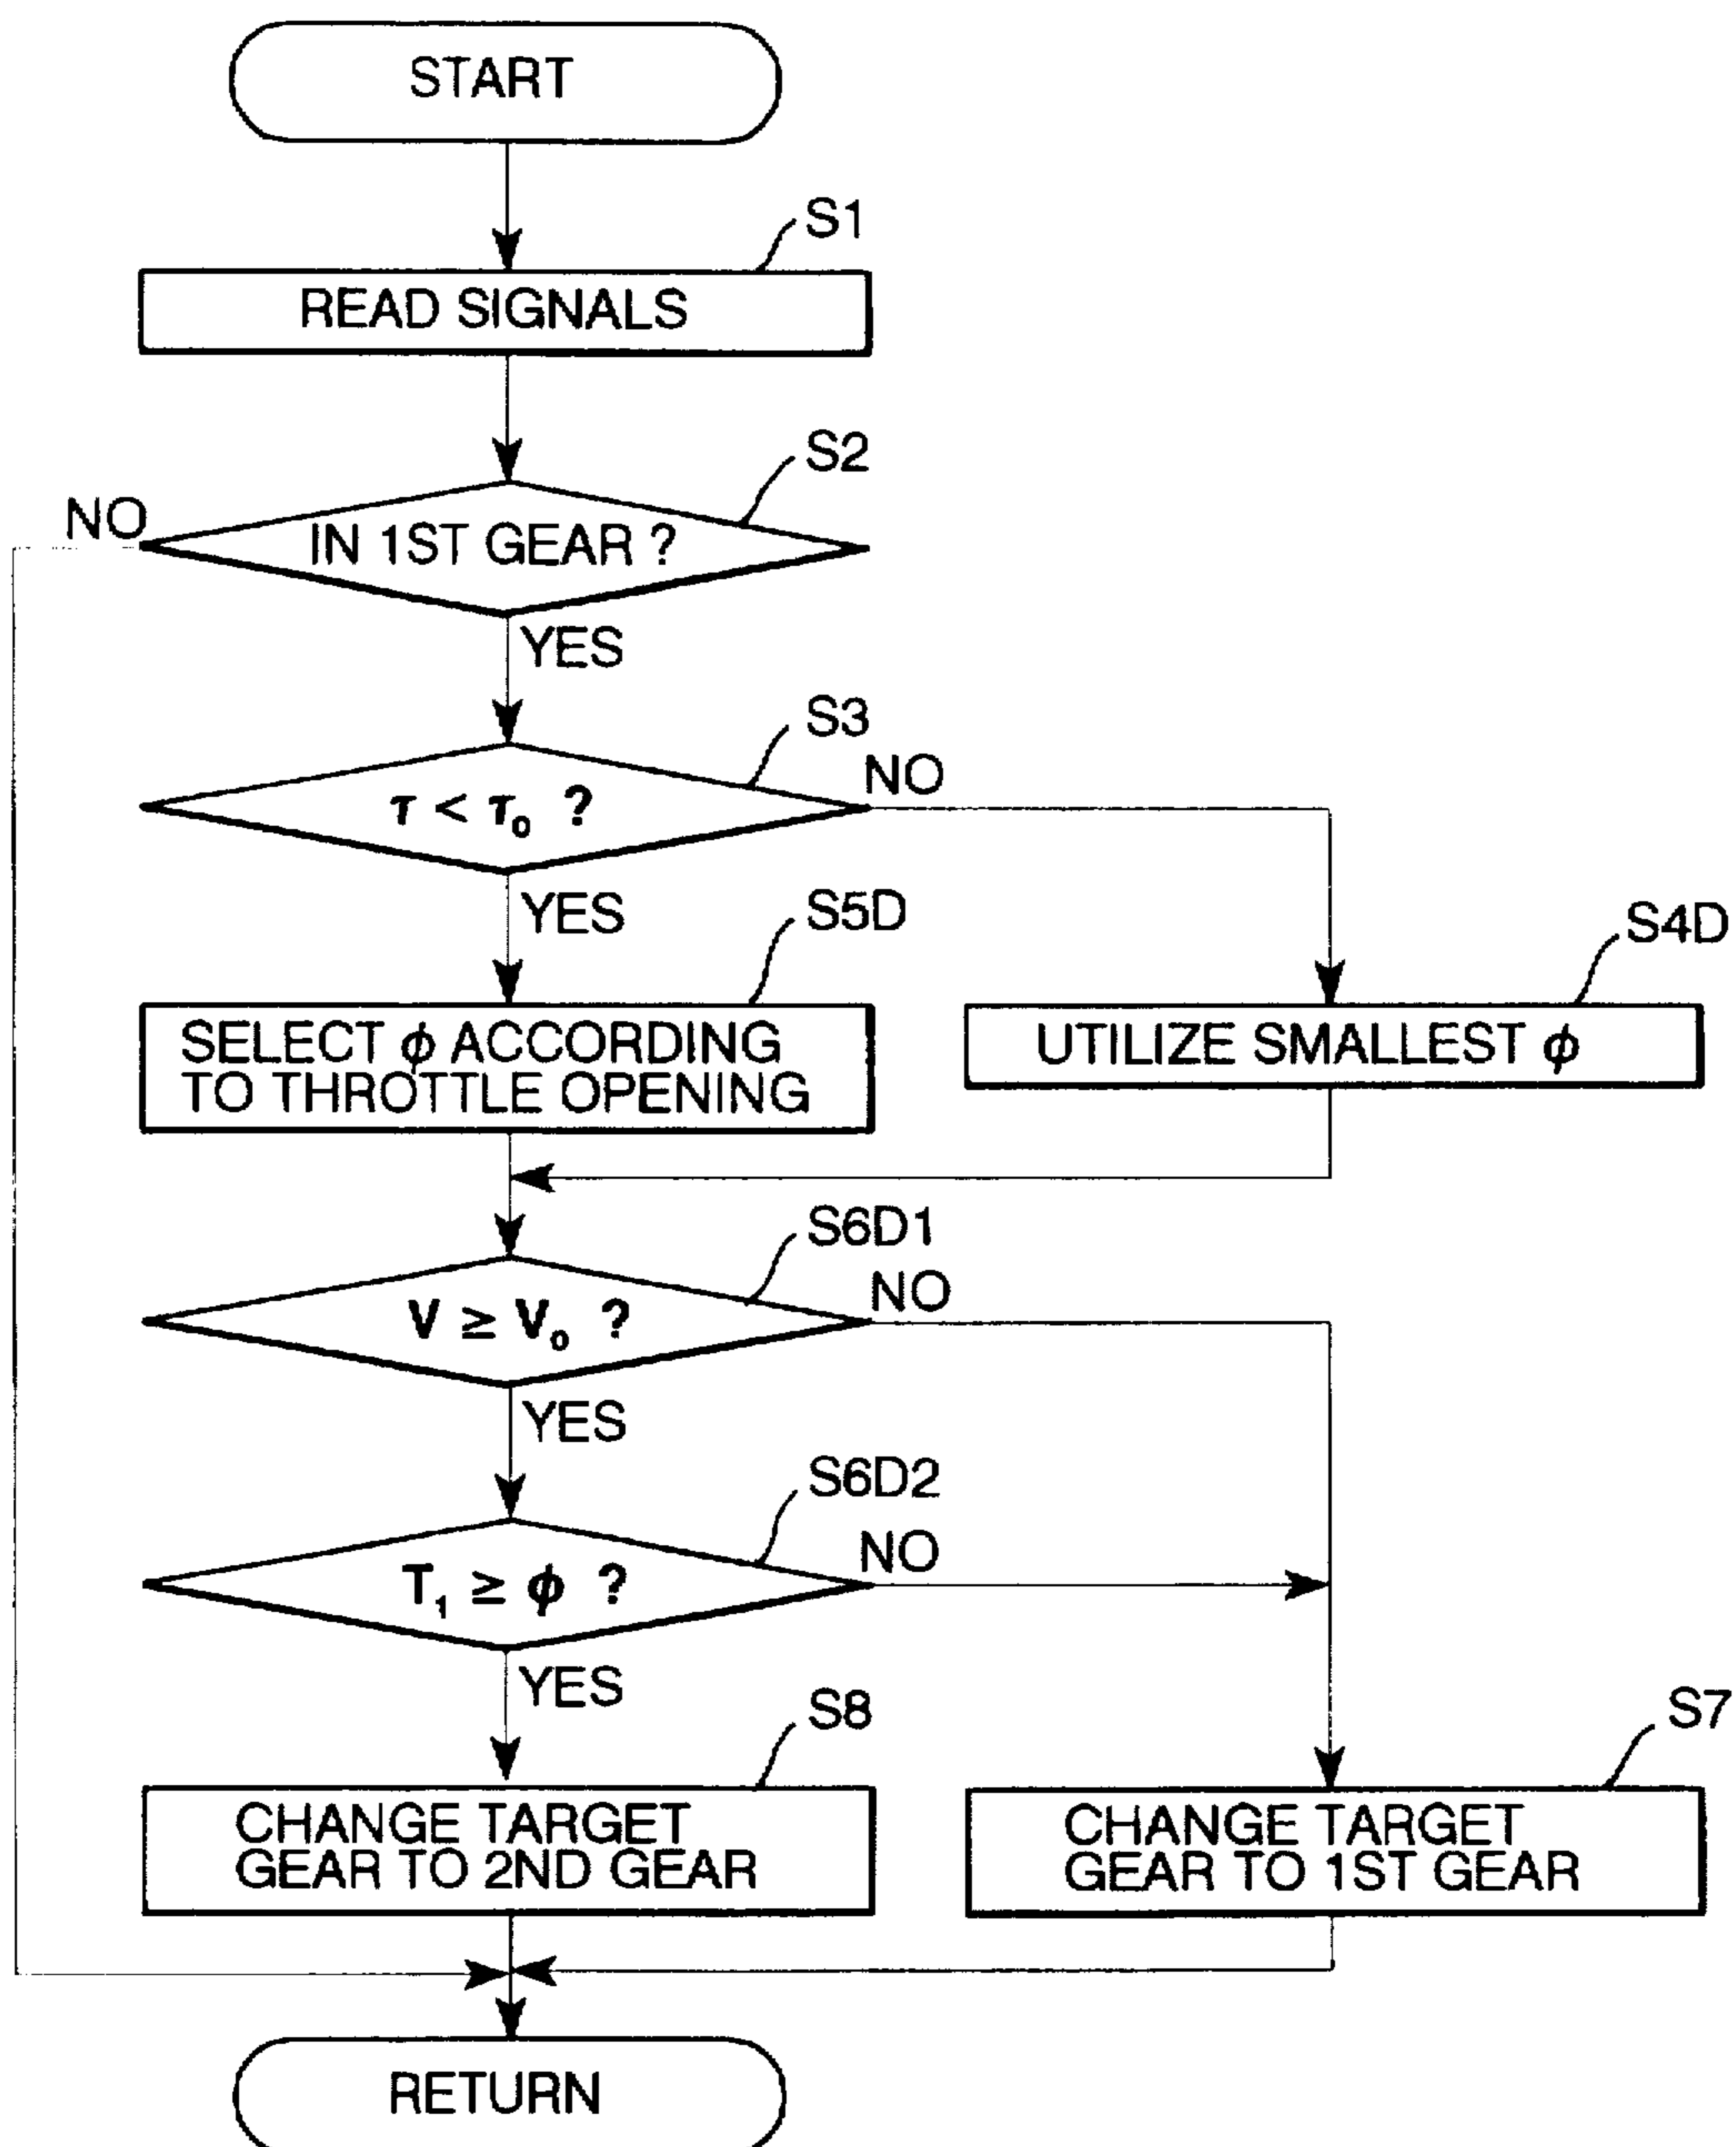 START
S1
READ SIGNALS
S2
NO
IN 1ST GEAR ?
YES
S3
NO
τ < τ₀ ?
YES
S5D
S4D
SELECT ϕ ACCORDING
TO THROTTLE OPENING
UTILIZE SMALLEST ϕ
S6D1
NO
V ≥ V₀ ?
YES
S6D2
NO
T₁ ≥ ϕ ?
YES
S8
S7
CHANGE TARGET
GEAR TO 2ND GEAR
CHANGE TARGET
GEAR TO 1ST GEAR
RETURN